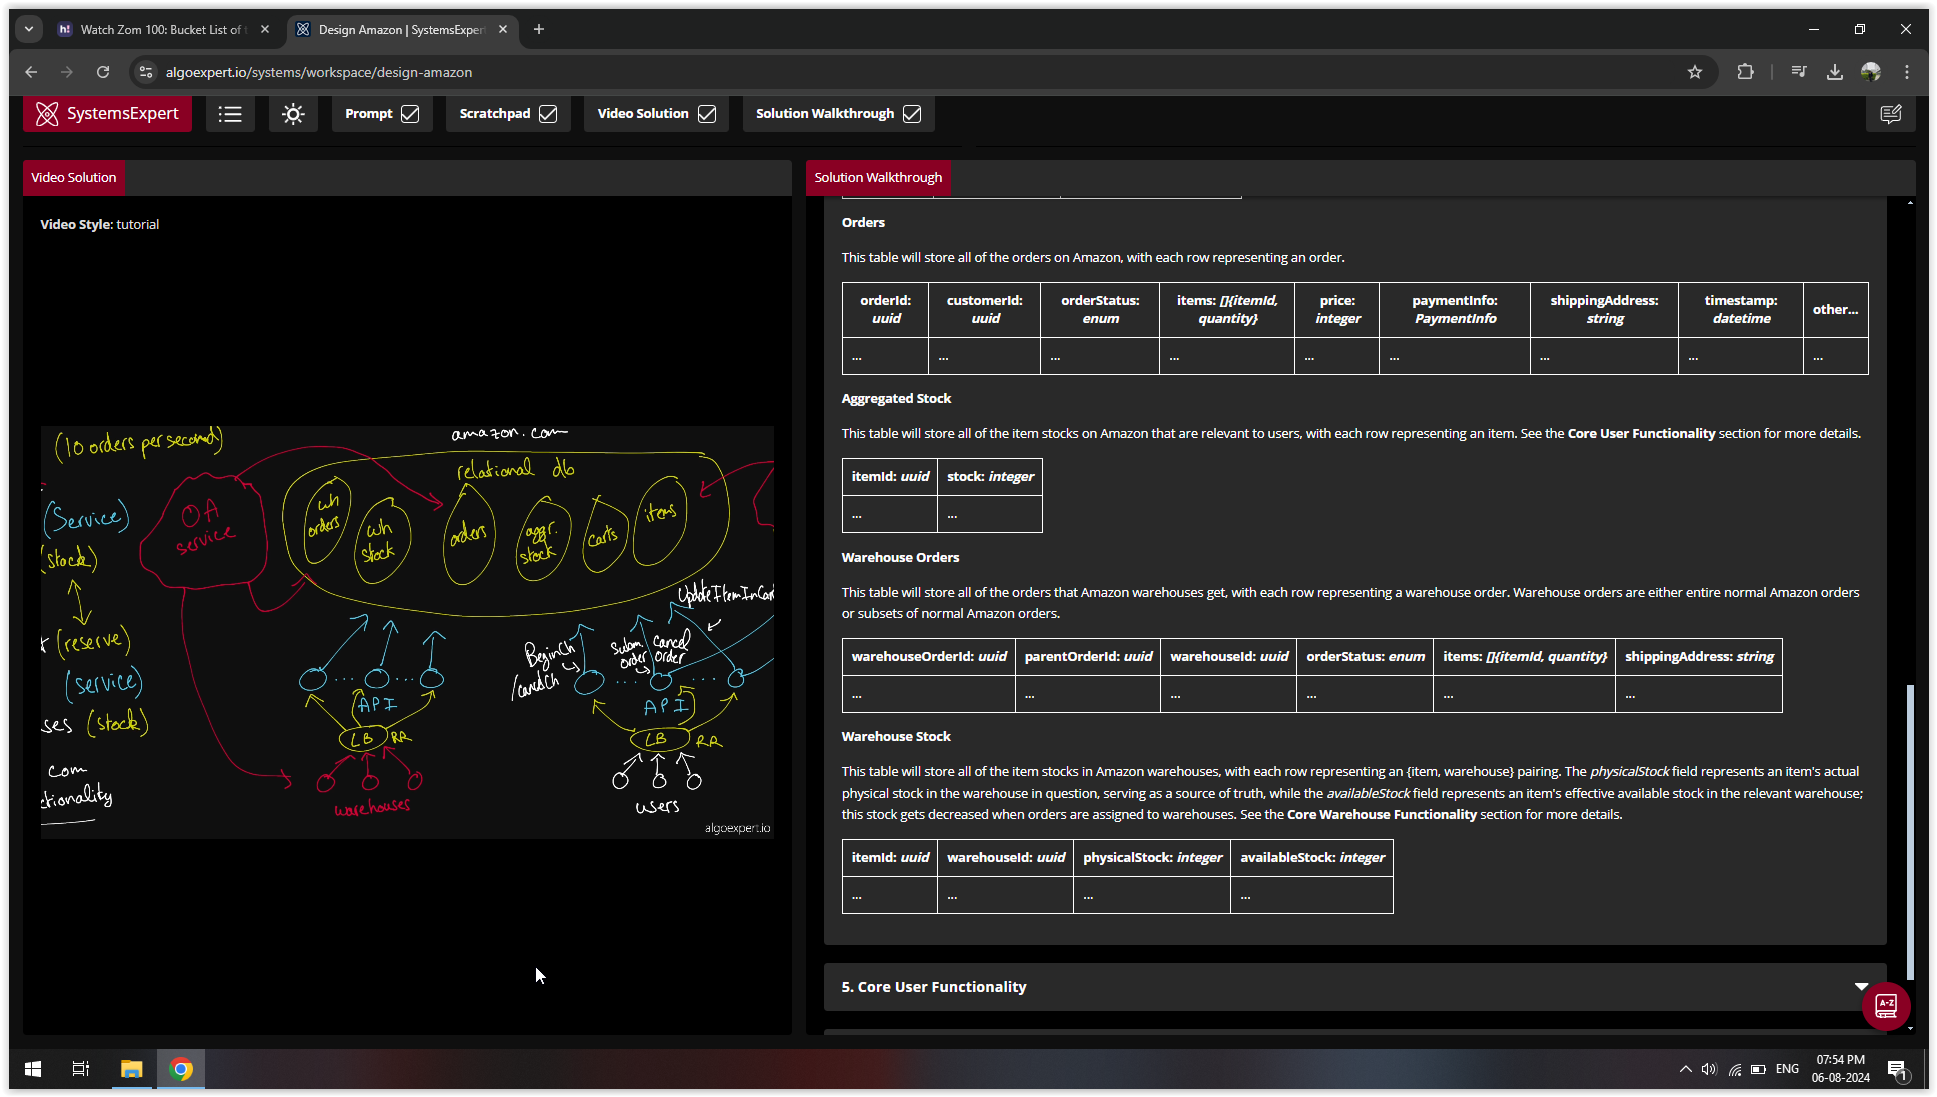 Watch Zom 100: Bucket List of t
Design Amazon | SystemsExpert
algoexpert.io/systems/workspace/design-amazon
SystemsExpert
Prompt
Scratchpad
Video Solution
Solution Walkthrough
Video Solution
Video Style: tutorial
(10 orders per second)
amazon.com
relational db
OA
service
wh
orders
wh
stock
orders
aggr.
stock
carts
items
(Service)
(stock)
(reserve)
(service)
ses (stock)
com
ctionality
UpdateItemInCart
BeginCh
/cancelCh
Subm.
order
Cancel
Order
API
API
LB RR
LB RR
warehouses
users
algoexpert.io
Solution Walkthrough
Orders
This table will store all of the orders on Amazon, with each row representing an order.
orderId: uuid customerId: uuid orderStatus: enum items: []{itemId, quantity} price: integer paymentInfo: PaymentInfo shippingAddress: string timestamp: datetime other...
... ... ... ... ... ... ... ... ...
Aggregated Stock
This table will store all of the item stocks on Amazon that are relevant to users, with each row representing an item. See the Core User Functionality section for more details.
itemId: uuid stock: integer
... ...
Warehouse Orders
This table will store all of the orders that Amazon warehouses get, with each row representing a warehouse order. Warehouse orders are either entire normal Amazon orders
or subsets of normal Amazon orders.
warehouseOrderId: uuid parentOrderId: uuid warehouseId: uuid orderStatus: enum items: []{itemId, quantity} shippingAddress: string
... ... ... ... ... ...
Warehouse Stock
This table will store all of the item stocks in Amazon warehouses, with each row representing an {item, warehouse} pairing. The physicalStock field represents an item's actual
physical stock in the warehouse in question, serving as a source of truth, while the availableStock field represents an item's effective available stock in the relevant warehouse;
this stock gets decreased when orders are assigned to warehouses. See the Core Warehouse Functionality section for more details.
itemId: uuid warehouseId: uuid physicalStock: integer availableStock: integer
... ... ... ...
5. Core User Functionality
A-Z
ENG
07:54 PM
06-08-2024
1